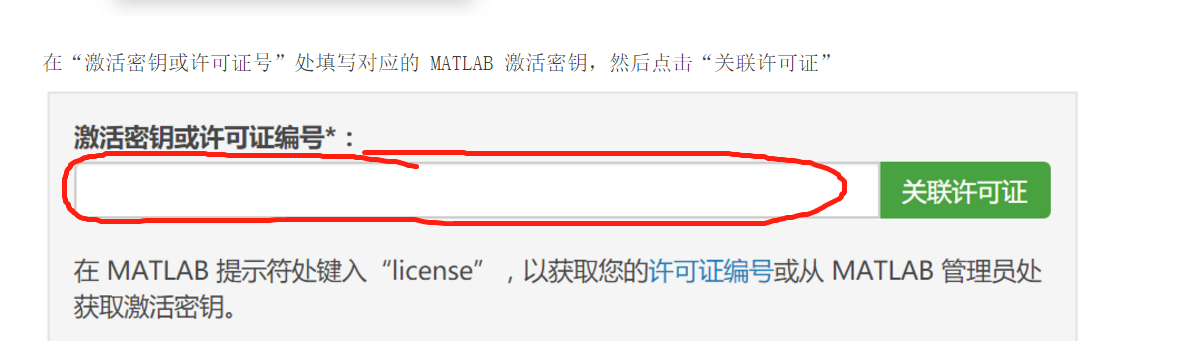 在“激活密钥或许可证号”处填写对应的 MATLAB 激活密钥，然后点击“关联许可证”
激活密钥或许可证编号*：
关联许可证
在 MATLAB 提示符处键入“license”，以获取您的许可证编号或从 MATLAB 管理员处
获取激活密钥。